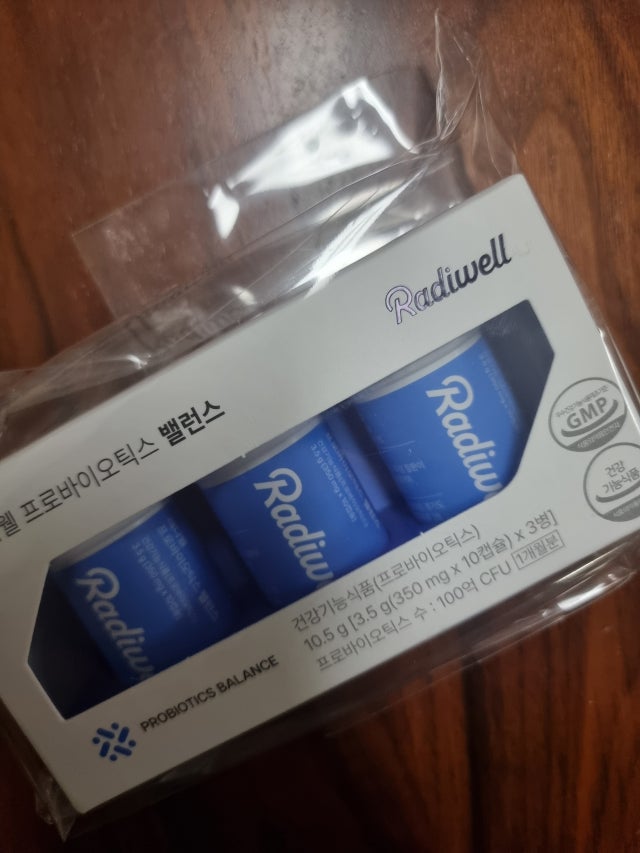 Radiwell
웰 프로바이오틱스 밸런스
Radiw
Radiw
Radiw
GMP
건강
기능식품
건강기능식품(프로바이오틱스)
10.5 g [3.5 g(350 mg x 10캡슐) x 3병]
프로바이오틱스 수 : 100억 CFU 1개월분
PROBIOTICS BALANCE